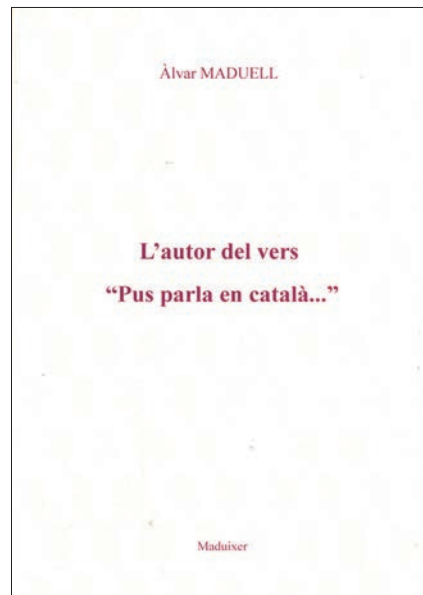 Àlvar MADUELL
L’autor del vers
“Pus parla en català...”
Maduixer